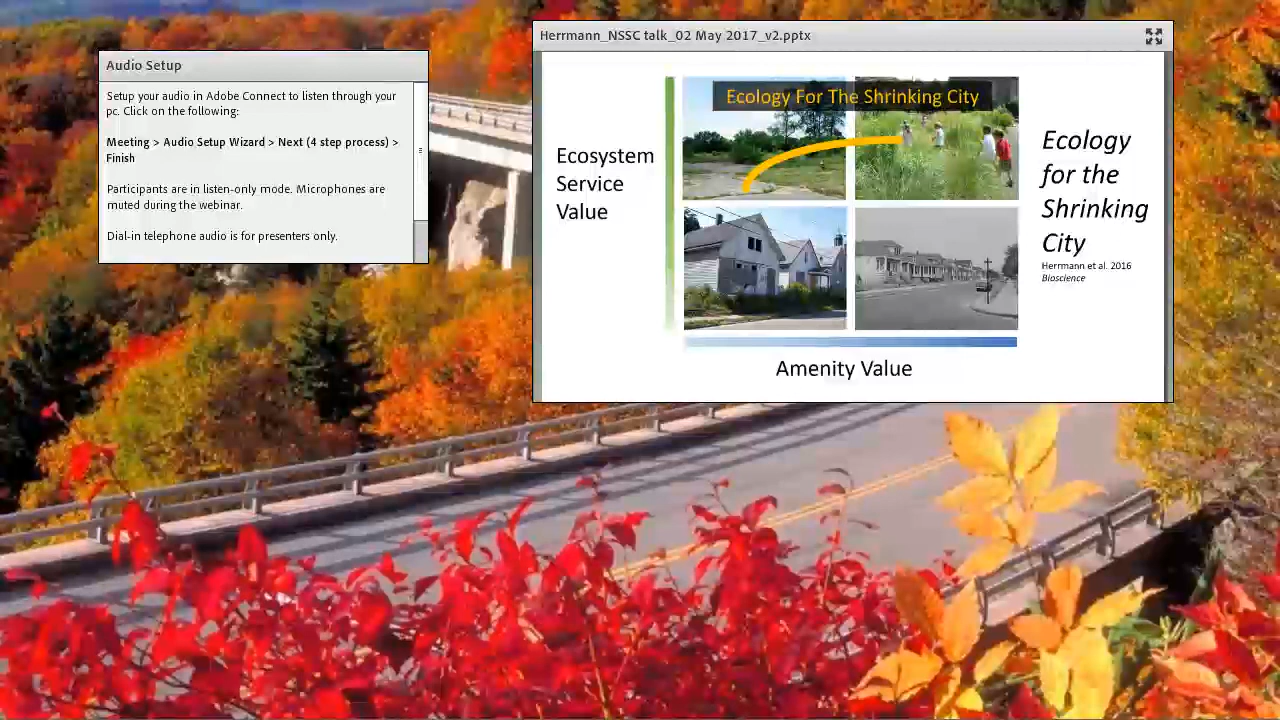 Audio Setup
Setup your audio in Adobe Connect to listen through your
pc. Click on the following:
Meeting > Audio Setup Wizard > Next (4 step process) >
Finish
Participants are in listen-only mode. Microphones are
muted during the webinar.
Dial-in telephone audio is for presenters only.
Herrmann_NSSC talk_02 May 2017_v2.pptx
Ecology For The Shrinking City
Ecosystem
Service
Value
Amenity Value
Ecology
for the
Shrinking
City
Herrmann et al. 2016
Bioscience